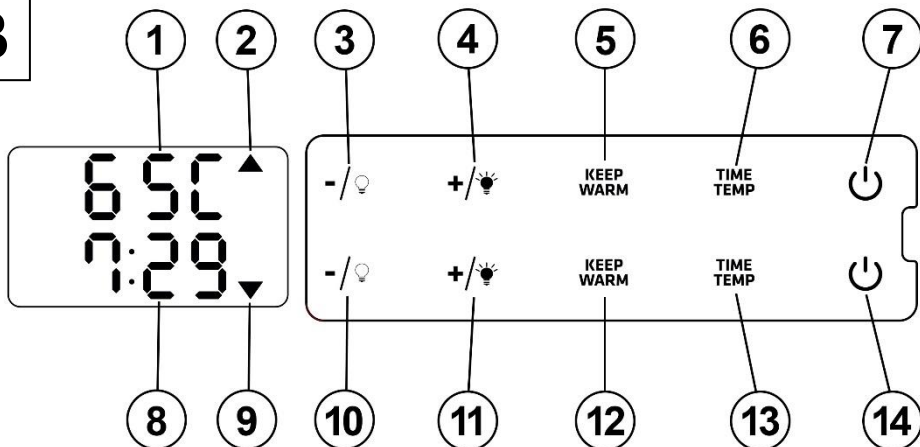 B
1 2 3 4 5 6 7
65C
-/ +/ KEEP WARM TIME TEMP
7:29
-/ +/ KEEP WARM TIME TEMP
8 9 10 11 12 13 14